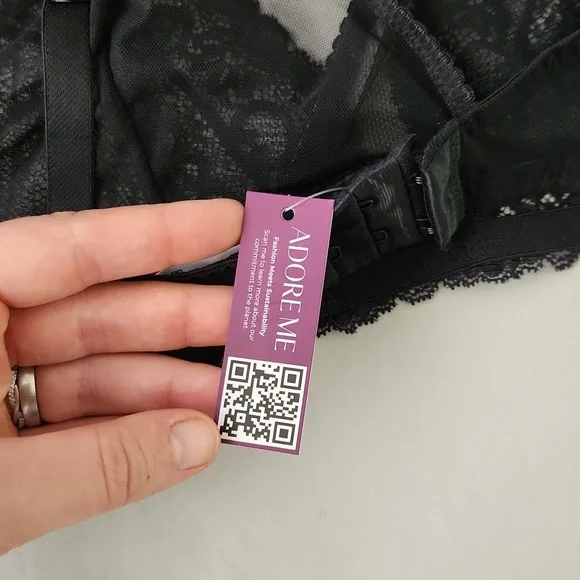 ADORE ME
Fashion Meets Sustainability
Scan me to learn more about our
commitment to the planet.